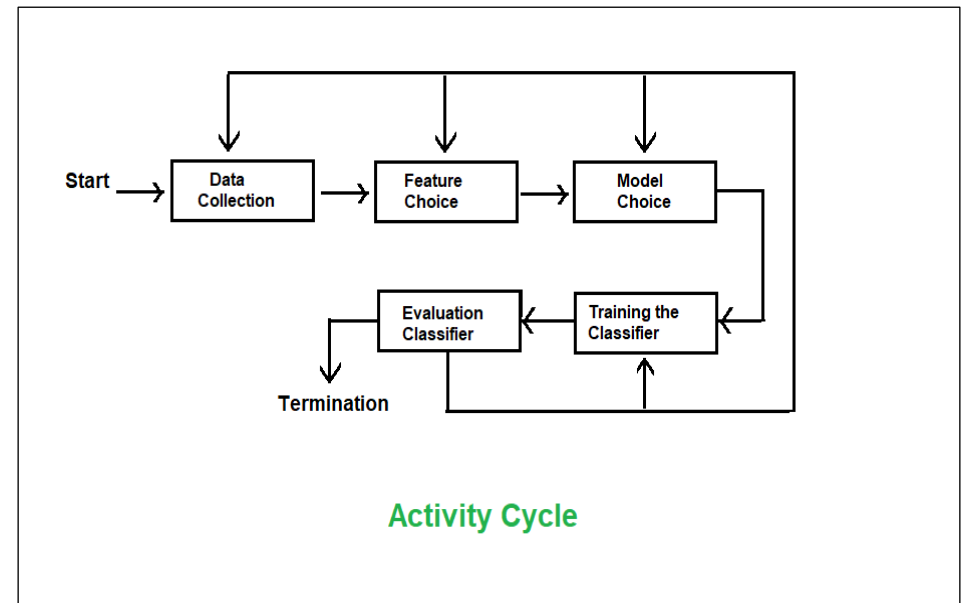 Start
Data
Collection
Feature
Choice
Model
Choice
Evaluation
Classifier
Training the
Classifier
Termination
Activity Cycle